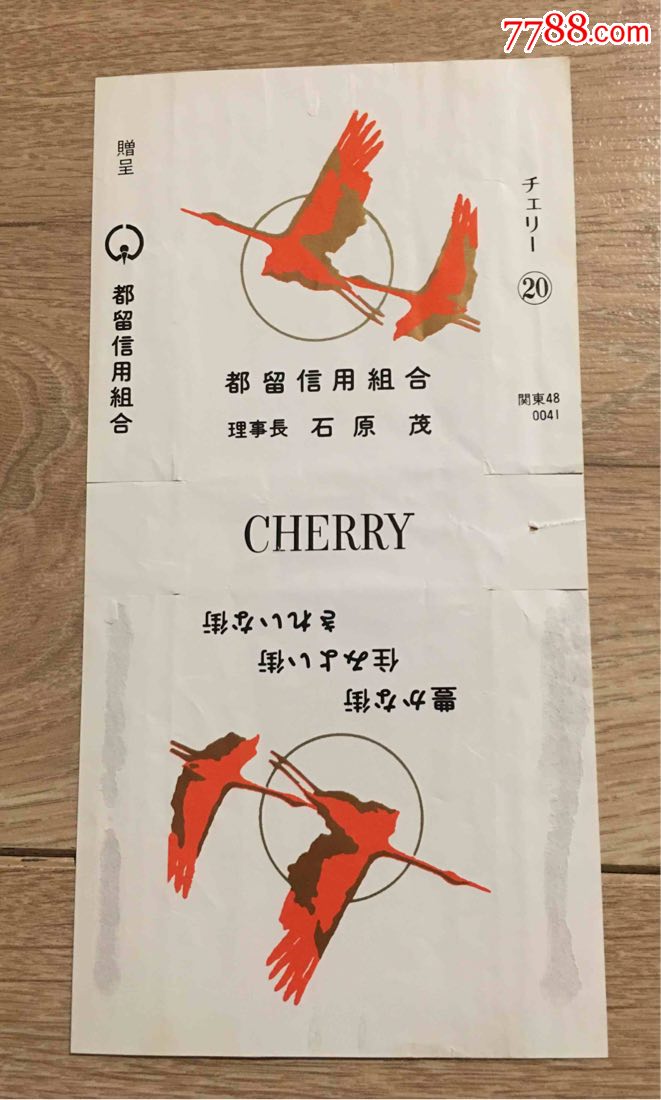 7788.com
贈呈
都留信用組合
チェリー
20
都留信用組合
理事長 石原 茂
関東48
0041
CHERRY
豊かな街
住みよい街
きれいな街